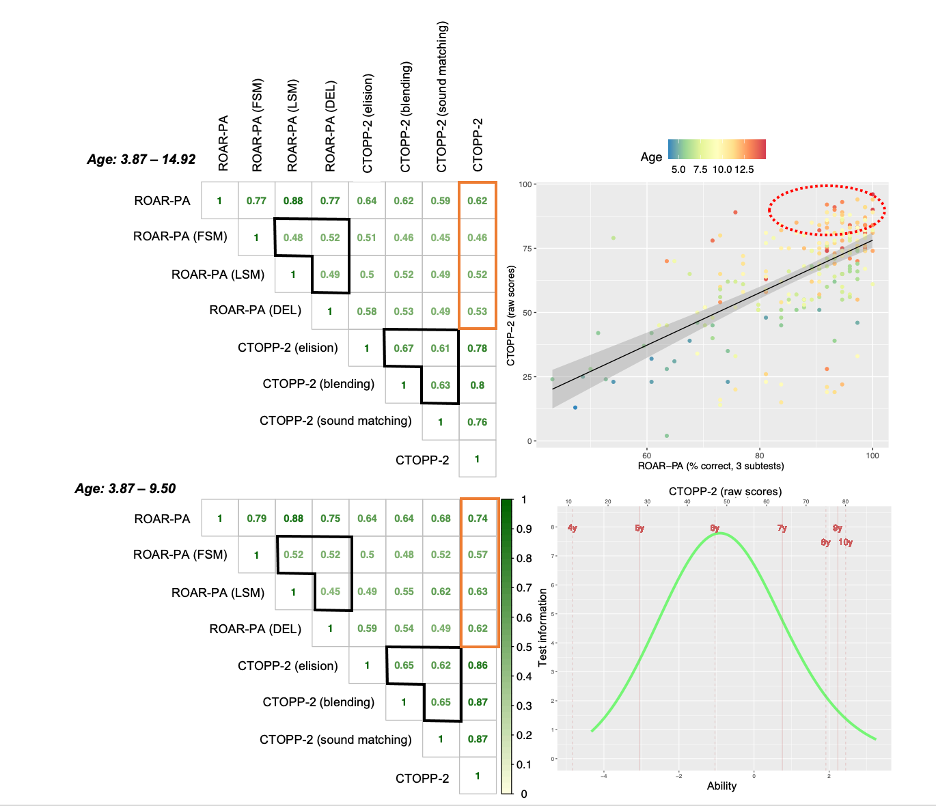 ROAR-PA
ROAR-PA (FSM)
ROAR-PA (LSM)
ROAR-PA (DEL)
CTOPP-2 (elision)
CTOPP-2 (blending)
CTOPP-2 (sound matching)
CTOPP-2
Age: 3.87 – 14.92
ROAR-PA 1 0.77 0.88 0.77 0.64 0.62 0.59 0.62
ROAR-PA (FSM) 1 0.48 0.52 0.51 0.46 0.45 0.46
ROAR-PA (LSM) 1 0.49 0.5 0.52 0.49 0.52
ROAR-PA (DEL) 1 0.58 0.53 0.49 0.53
CTOPP-2 (elision) 1 0.67 0.61 0.78
CTOPP-2 (blending) 1 0.63 0.8
CTOPP-2 (sound matching) 1 0.76
CTOPP-2 1
Age
5.0 7.5 10.0 12.5
100
75
50
25
0
CTOPP−2 (raw scores)
60 80 100
ROAR−PA (% correct, 3 subtests)
Age: 3.87 – 9.50
ROAR-PA 1 0.79 0.88 0.75 0.64 0.64 0.68 0.74
ROAR-PA (FSM) 1 0.52 0.52 0.5 0.48 0.52 0.57
ROAR-PA (LSM) 1 0.45 0.49 0.55 0.62 0.63
ROAR-PA (DEL) 1 0.59 0.54 0.49 0.62
CTOPP-2 (elision) 1 0.65 0.62 0.86
CTOPP-2 (blending) 1 0.65 0.87
CTOPP-2 (sound matching) 1 0.87
CTOPP-2 1
1
0.9
0.8
0.7
0.6
0.5
0.4
0.3
0.2
0.1
0
CTOPP-2 (raw scores)
10 20 30 40 50 60 70 80
4y 5y 6y 7y 9y
8y 10y
8
7
6
5
4
3
2
1
0
Test information
−4 −2 0 2
Ability